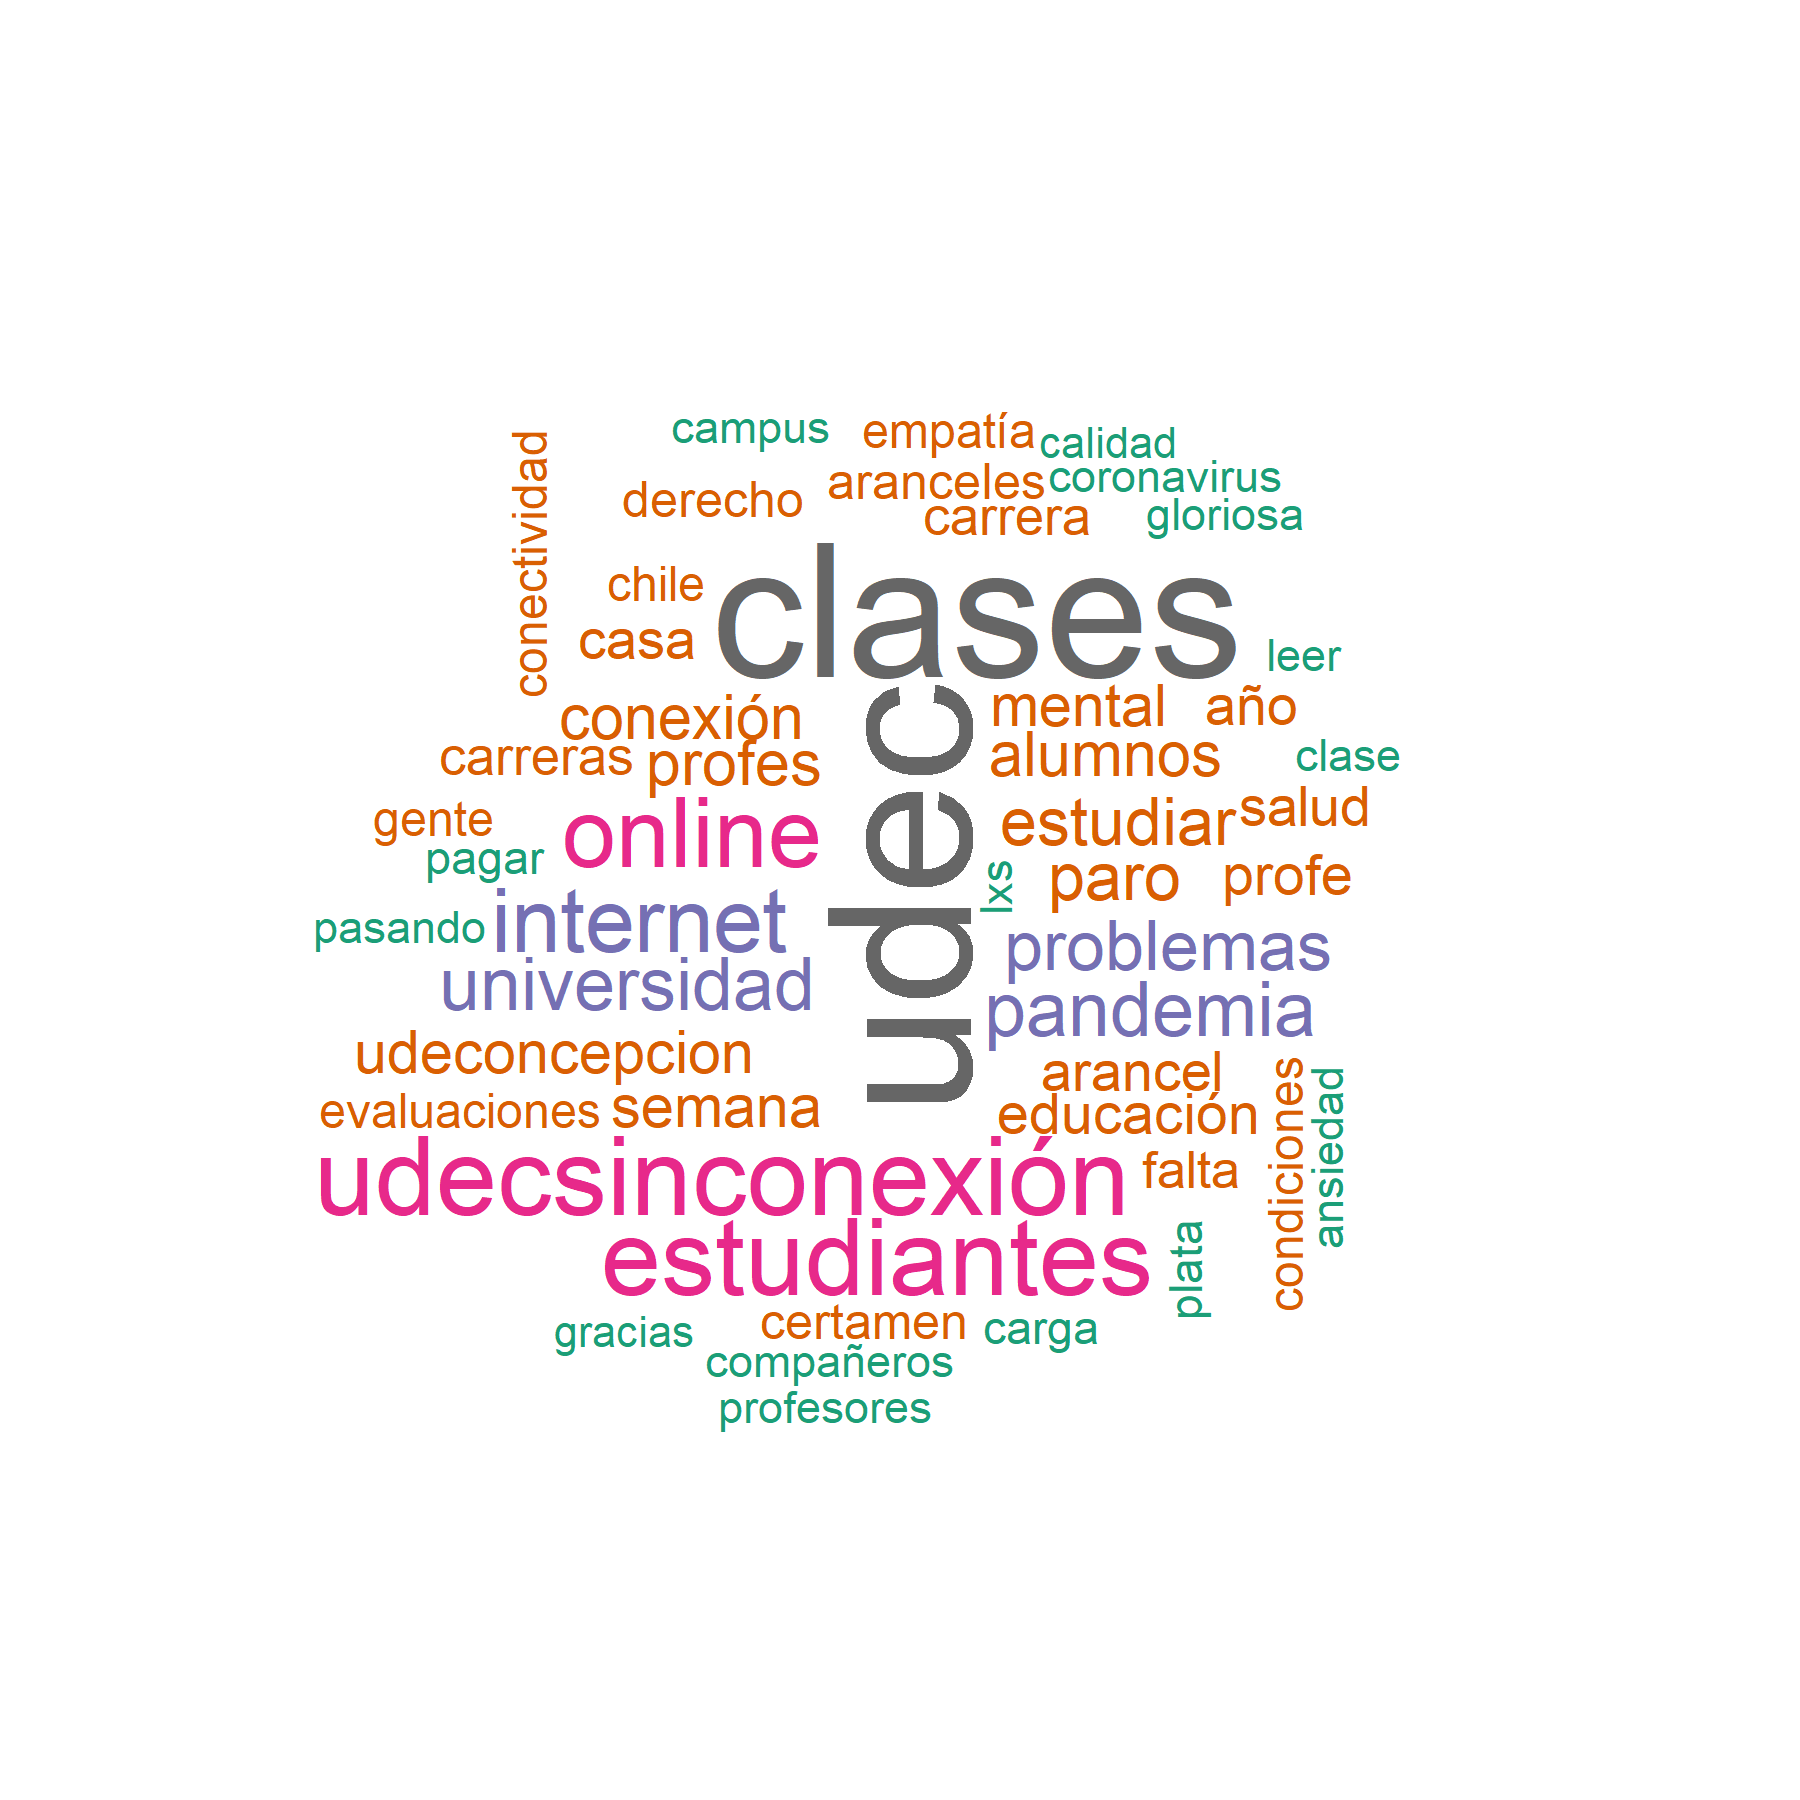 campus
empatía
calidad
conectividad
derecho
aranceles
coronavirus
carrera
gloriosa
chile
clases
casa
leer
conexión
udec
mental
año
carreras
profes
alumnos
clase
gente
online
estudiar
salud
pagar
lxs
paro
profe
pasando
internet
problemas
universidad
pandemia
udeconcepcion
arancel
condiciones
ansiedad
evaluaciones
semana
educación
udecsinconexión
falta
estudiantes
plata
gracias
certamen
carga
compañeros
profesores